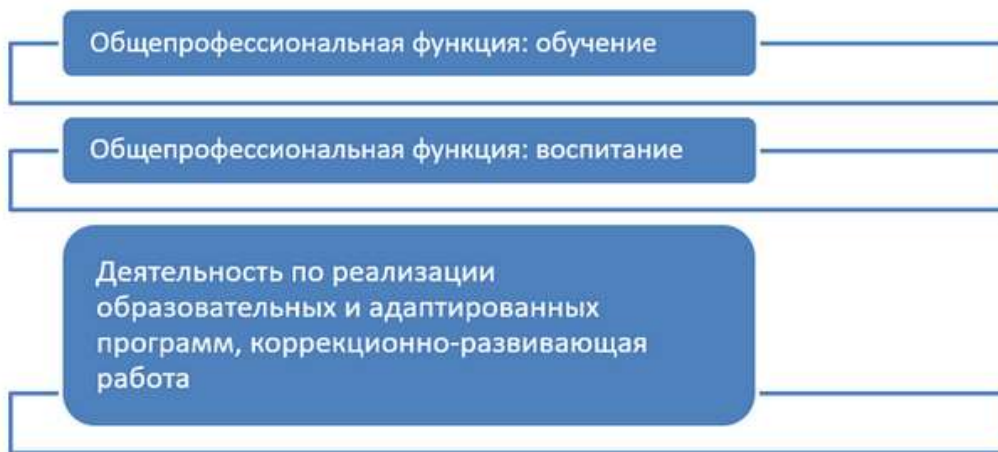 Общепрофессиональная функция: обучение
Общепрофессиональная функция: воспитание
Деятельность по реализации
образовательных и адаптированных
программ, коррекционно-развивающая
работа